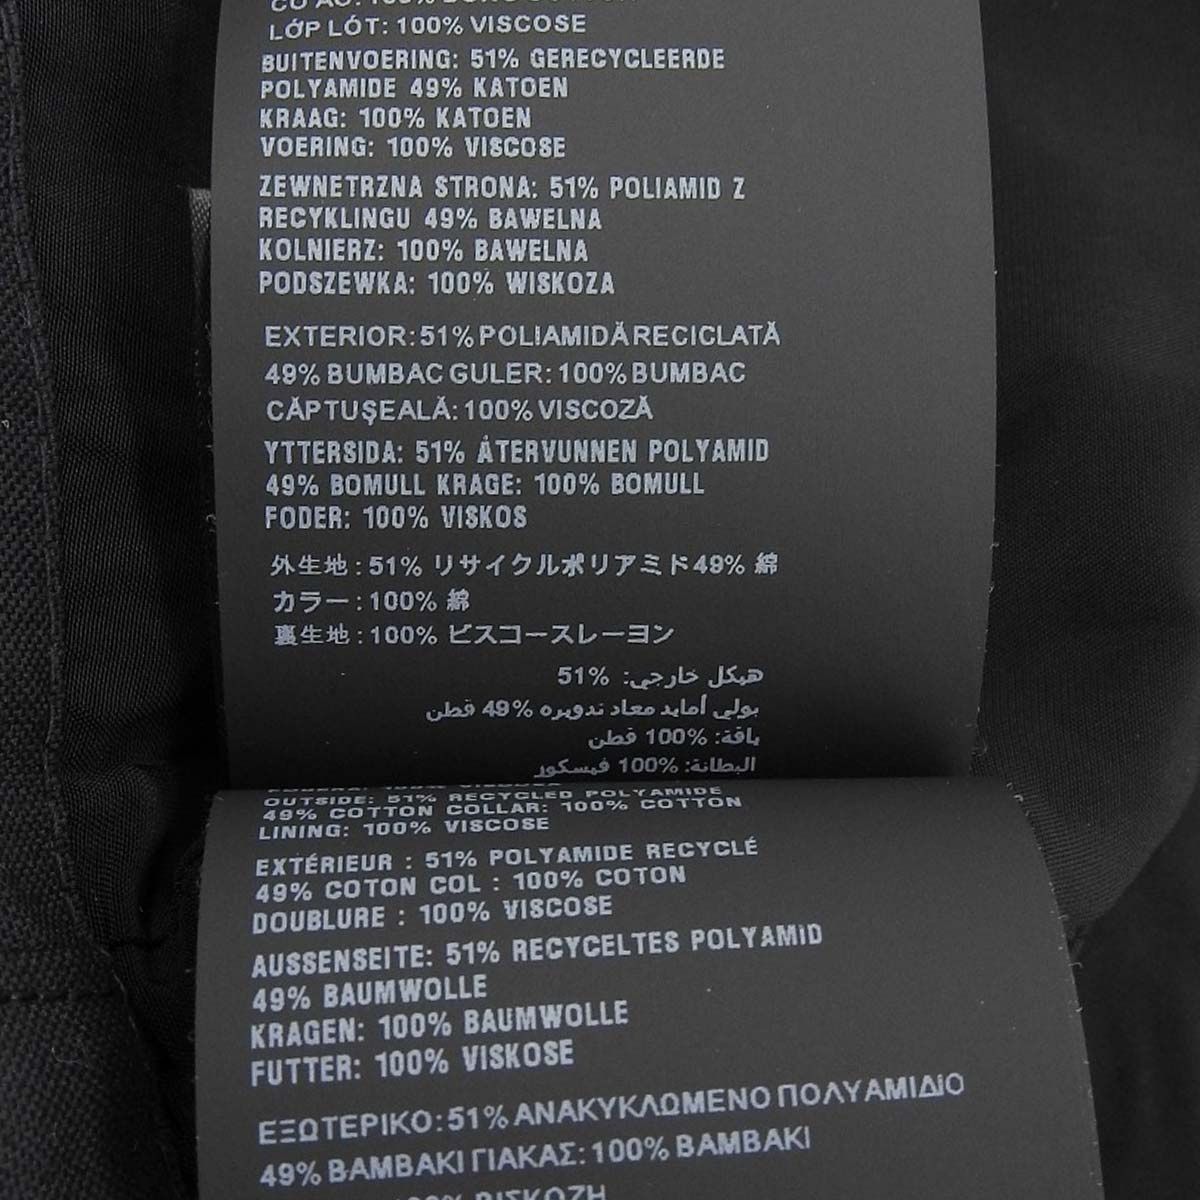 LỚP LÓT: 100% VISCOSE
BUITENVOERING: 51% GERECYCLEERDE
POLYAMIDE 49% KATOEN
KRAAG: 100% KATOEN
VOERING: 100% VISCOSE
ZEWNETRZNA STRONA: 51% POLIAMID Z
RECYKLINGU 49% BAWELNA
KOLNIERZ: 100% BAWELNA
PODSZEWKA: 100% WISKOZA
EXTERIOR: 51% POLIAMIDĂ RECICLATĂ
49% BUMBAC GULER: 100% BUMBAC
CĂPTUȘEALĂ: 100% VISCOZĂ
YTTERSIDA: 51% ÅTERVUNNEN POLYAMID
49% BOMULL KRAGE: 100% BOMULL
FODER: 100% VISKOS
外生地 : 51% リサイクルポリアミド49% 綿
カラー : 100% 綿
裏生地 : 100% ビスコースレーヨン
هيكل خارجي: 51%
بولي أمايد معاد تدويره 49% قطن
ياقة: 100% قطن
البطانة: 100% فيسكوز
OUTSIDE: 51% RECYCLED POLYAMIDE
49% COTTON COLLAR: 100% COTTON
LINING: 100% VISCOSE
EXTÉRIEUR : 51% POLYAMIDE RECYCLÉ
49% COTON COL : 100% COTON
DOUBLURE : 100% VISCOSE
AUSSENSEITE: 51% RECYCELTES POLYAMID
49% BAUMWOLLE
KRAGEN: 100% BAUMWOLLE
FUTTER: 100% VISKOSE
ΕΞΩΤΕΡΙΚΟ: 51% ΑΝΑΚΥΚΛΩΜΕΝΟ ΠΟΛΥΑΜΙΔΙΟ
49% ΒΑΜΒΑΚΙ ΓΙΑΚΑΣ: 100% ΒΑΜΒΑΚΙ
100% ΒΙΣΚΟΖΗ